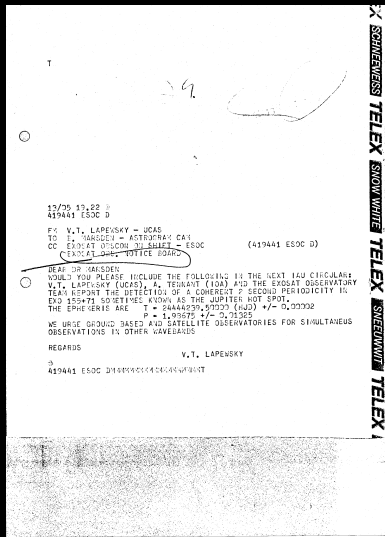 T
13/05 19.22
419441 ESOC D
FM V.T. LAPEWSKY - UCAS
TO B. MARSDEN - ASTROGRAM CAM
CC EXOSAT OBSCON ON SHIFT - ESOC (419441 ESOC D)
EXOSAT OBS. NOTICE BOARD
DEAR DR MARSDEN
WOULD YOU PLEASE INCLUDE THE FOLLOWING IN THE NEXT IAU CIRCULAR:
V.T. LAPEWSKY (UCAS), A. TENNANT (IOA) AND THE EXOSAT OBSERVATORY
TEAM REPORT THE DETECTION OF A COHERENT 2 SECOND PERIODICITY IN
EXO 155+71 SOMETIMES KNOWN AS THE JUPITER HOT SPOT.
THE EPHEMERIS ARE T = 24444239.50000 (HJD) +/- 0.00002
P = 1.98675 +/- 0.01325
WE URGE GROUND BASED AND SATELLITE OBSERVATORIES FOR SIMULTANEUS
OBSERVATIONS IN OTHER WAVEBANDS
REGARDS
V.T. LAPEWSKY
419441 ESOC D
SCHNEEWEISS TELEX SNOW WHITE TELEX SNEEUWWIT TELEX